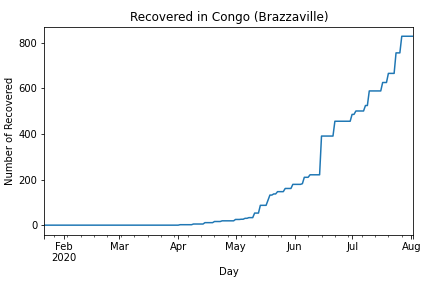 Recovered in Congo (Brazzaville)
Number of Recovered
800
600
400
200
0
Feb Mar Apr May Jun Jul Aug
2020
Day